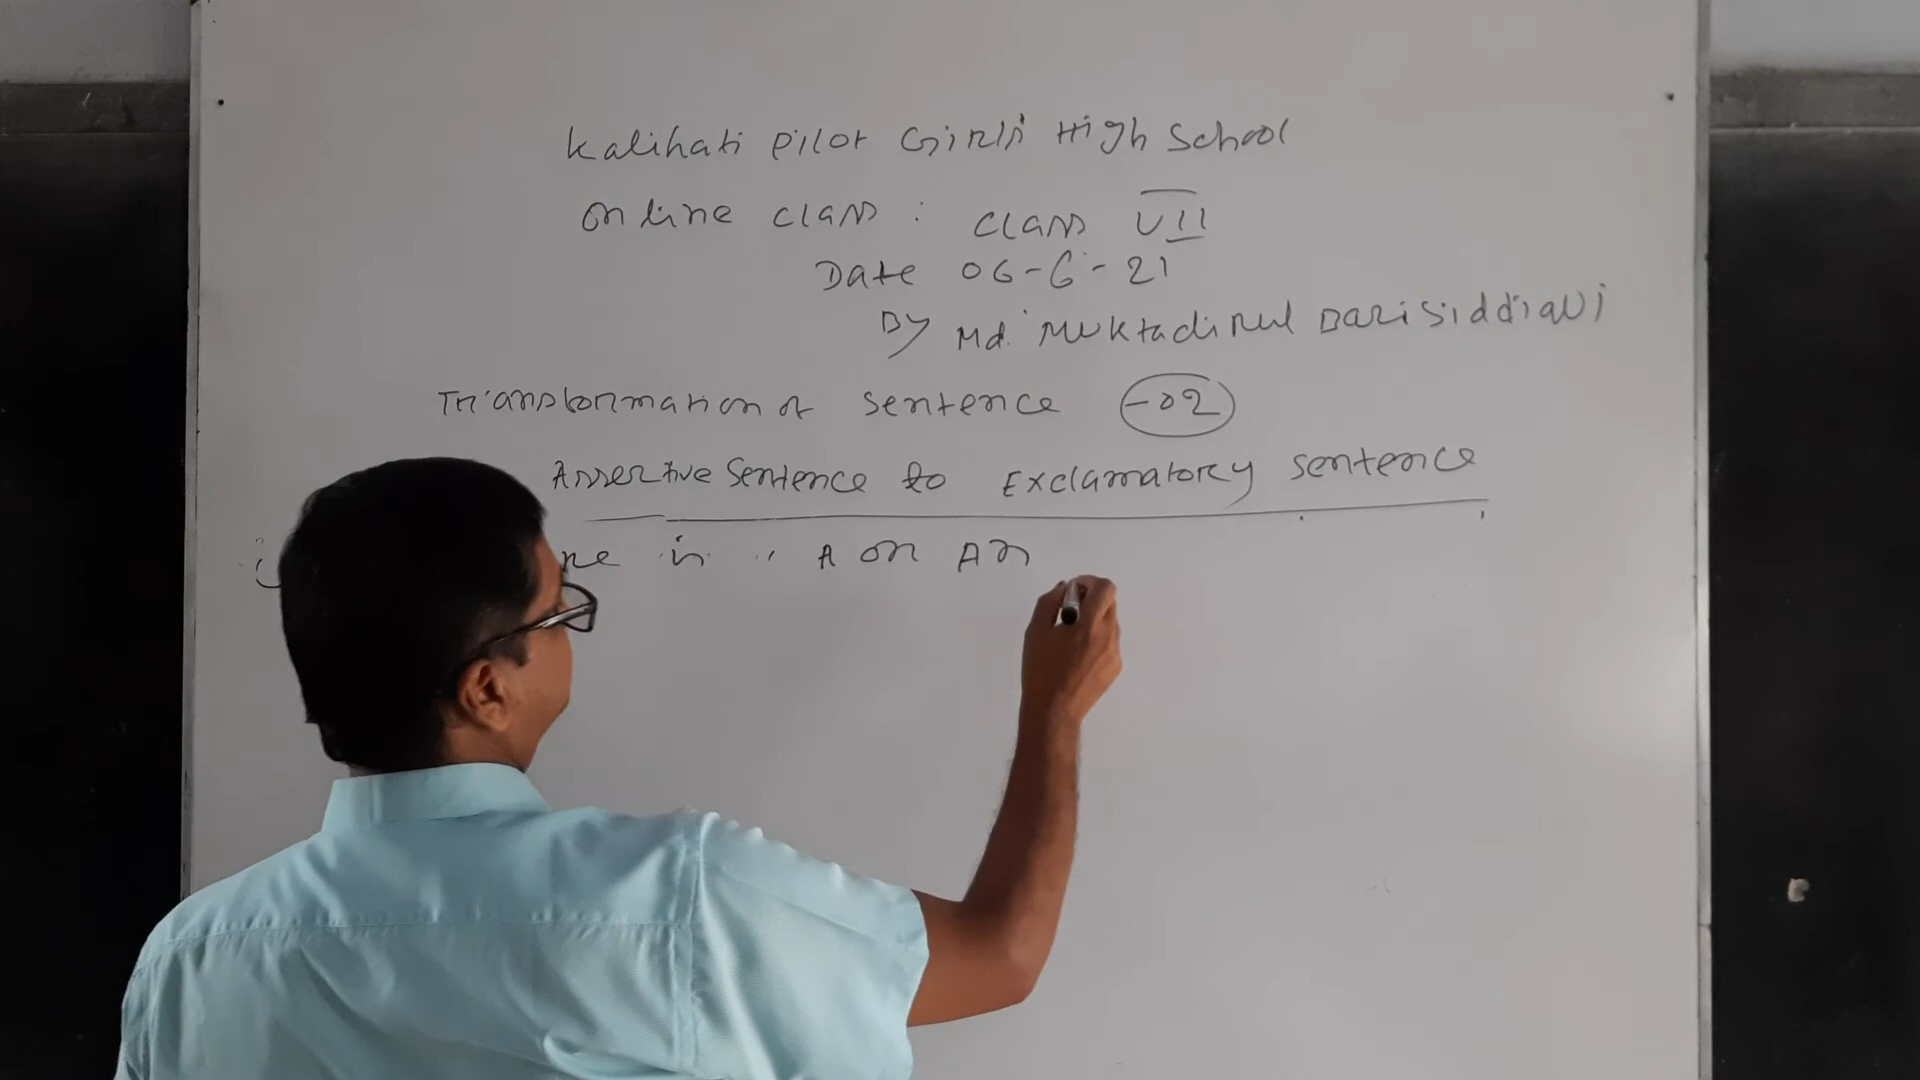 Kalihati Pilot Girls' High School
Online class : Class VII
Date 06-6-21
By Md. Muktadirul Bari Siddiqui
Transformation of Sentence -02
Assertive Sentence to Exclamatory Sentence
in A or An